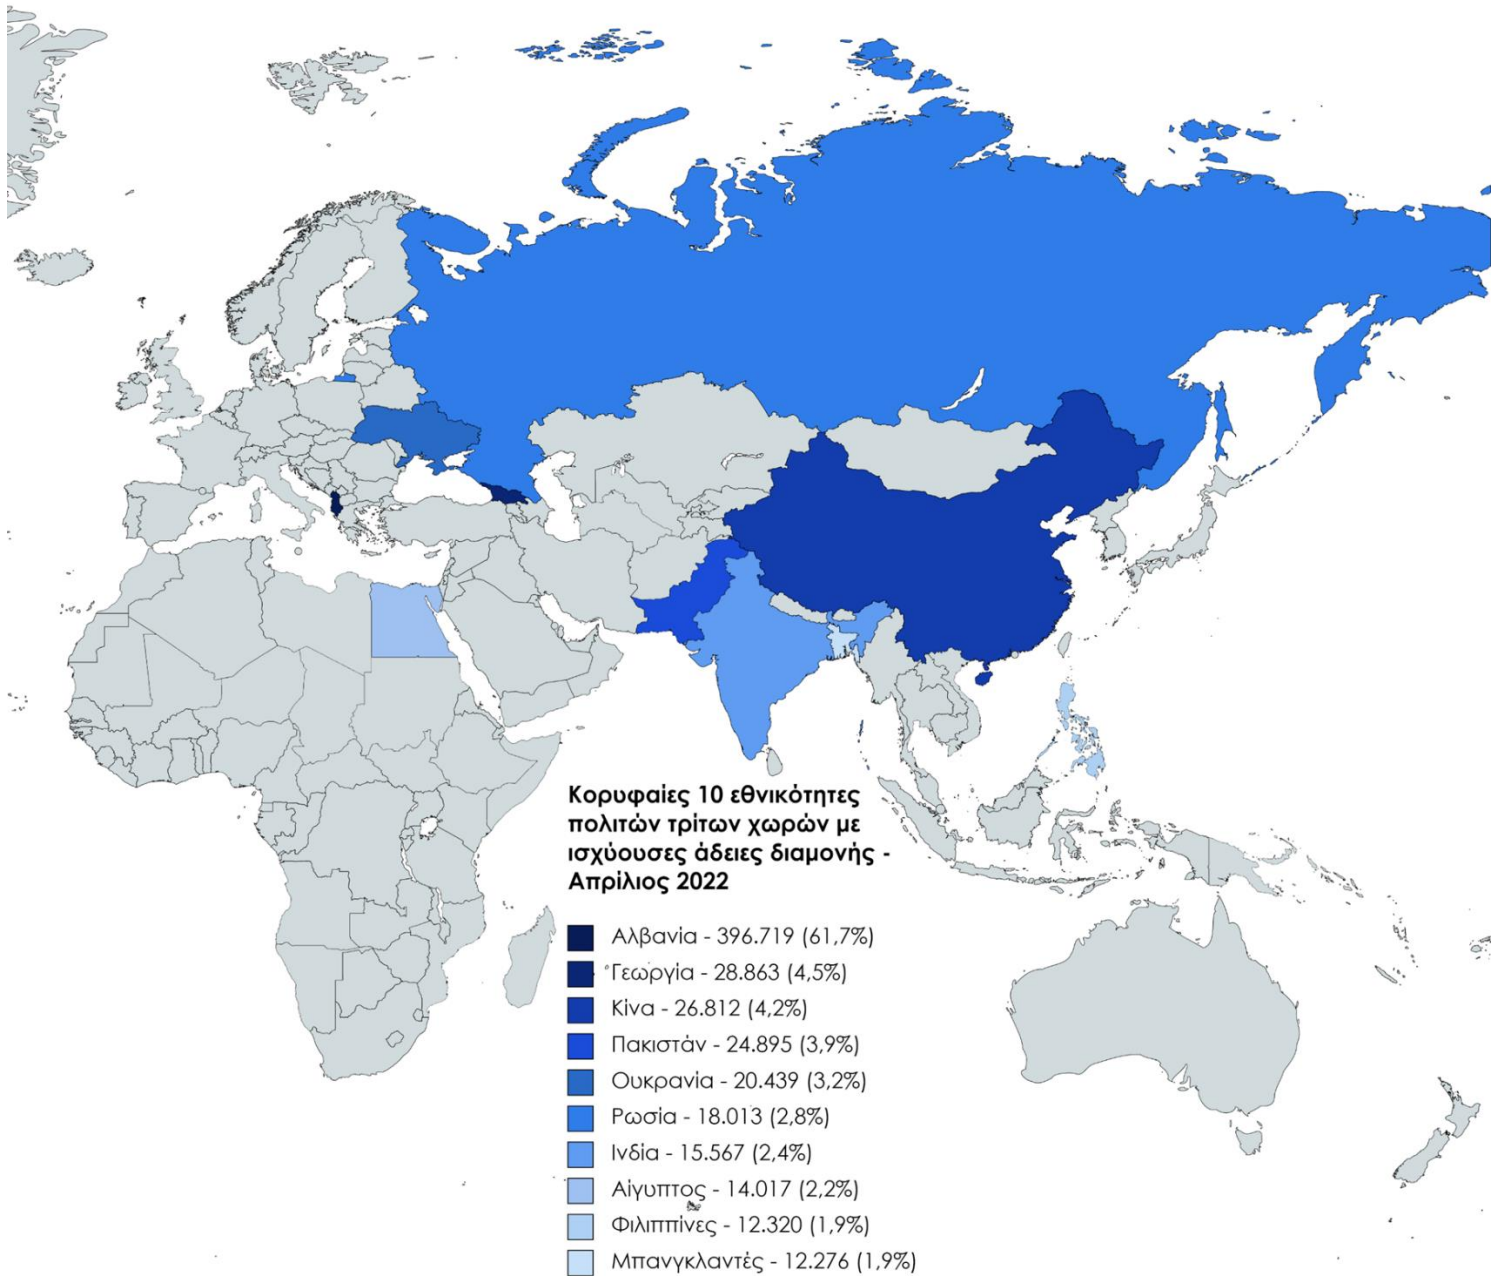 Κορυφαίες 10 εθνικότητες
πολιτών τρίτων χωρών με
ισχύουσες άδειες διαμονής -
Απρίλιος 2022
Αλβανία - 396.719 (61,7%)
Γεωργία - 28.863 (4,5%)
Κίνα - 26.812 (4,2%)
Πακιστάν - 24.895 (3,9%)
Ουκρανία - 20.439 (3,2%)
Ρωσία - 18.013 (2,8%)
Ινδία - 15.567 (2,4%)
Αίγυπτος - 14.017 (2,2%)
Φιλιππίνες - 12.320 (1,9%)
Μπανγκλαντές - 12.276 (1,9%)